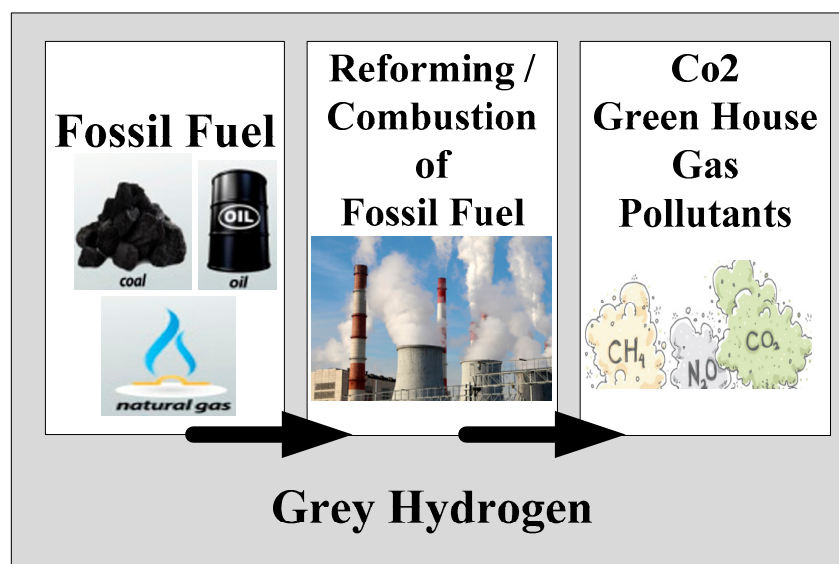 Fossil Fuel
coal
OIL
oil
natural gas
Reforming /
Combustion
of
Fossil Fuel
Co2
Green House
Gas
Pollutants
CH4
N2O
CO2
Grey Hydrogen